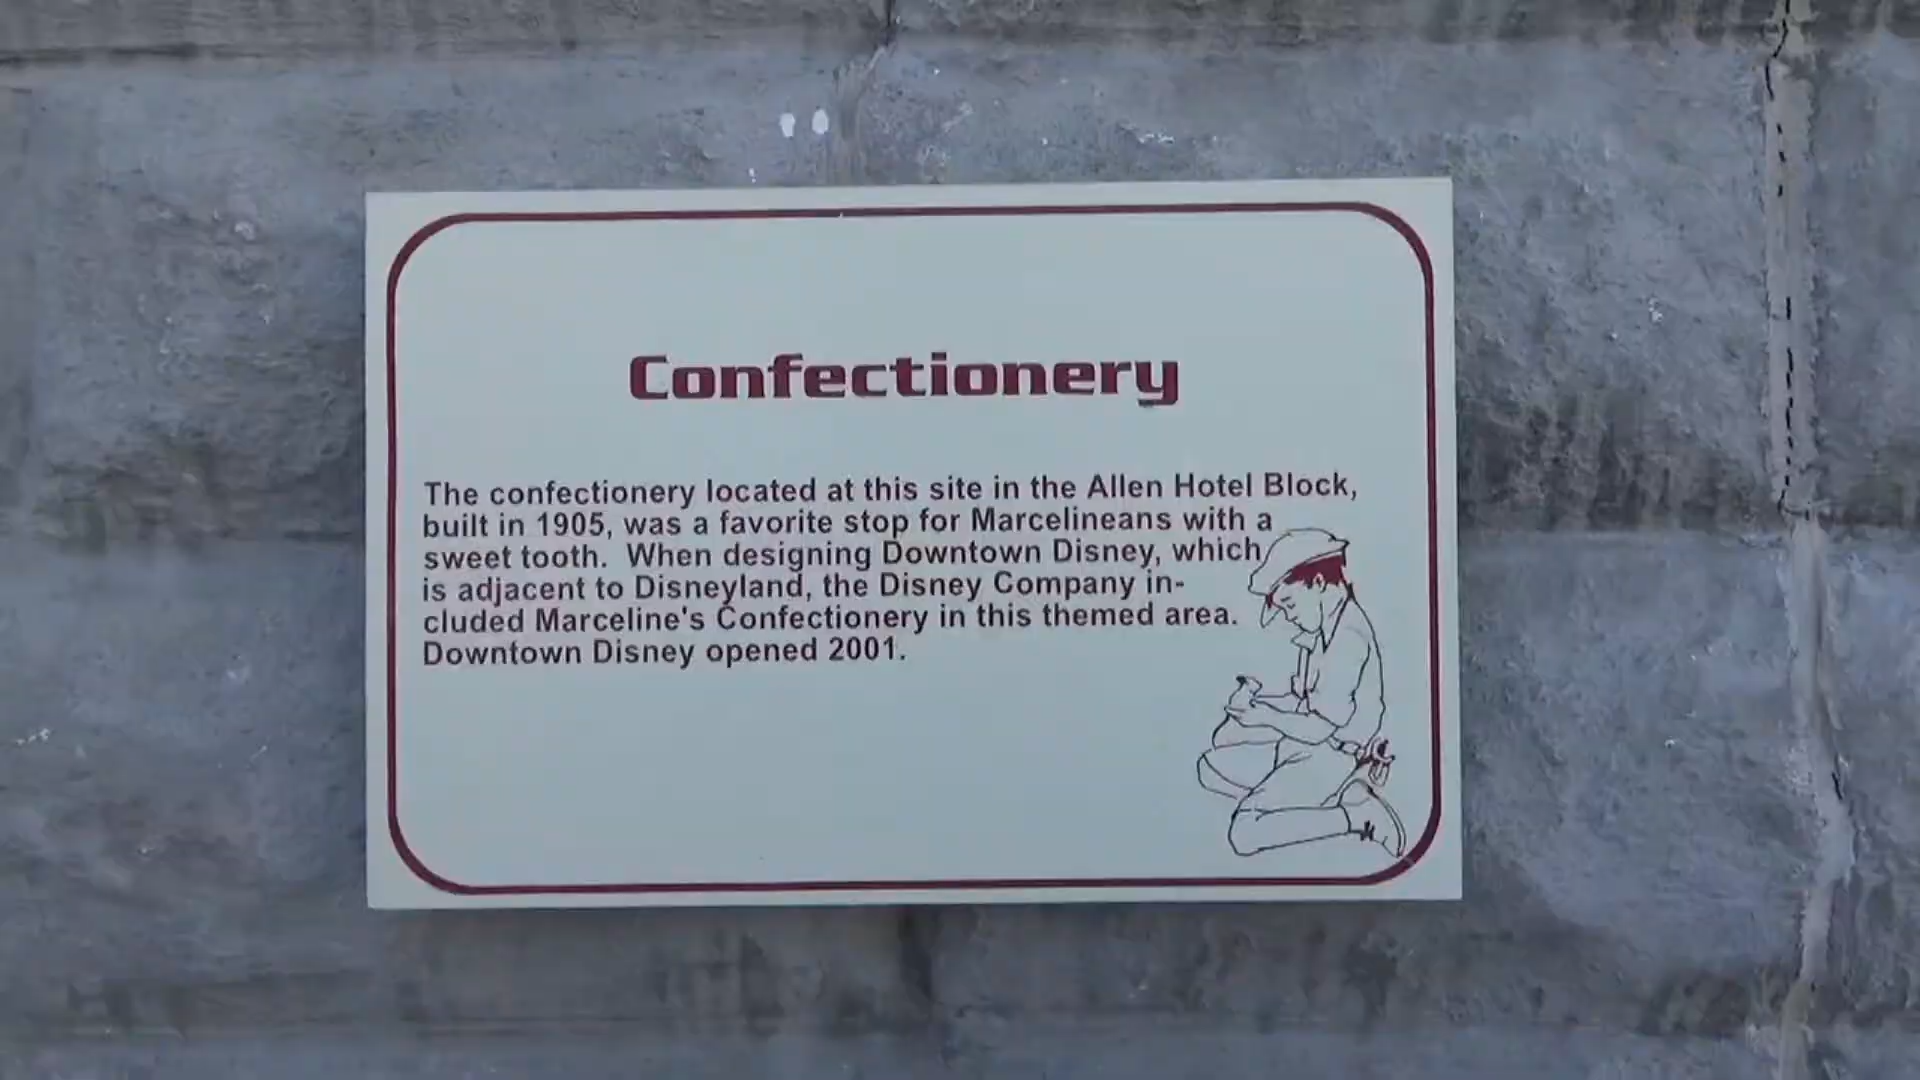 Confectionery
The confectionery located at this site in the Allen Hotel Block,
built in 1905, was a favorite stop for Marcelineans with a
sweet tooth.  When designing Downtown Disney, which
is adjacent to Disneyland, the Disney Company in-
cluded Marceline's Confectionery in this themed area.
Downtown Disney opened 2001.